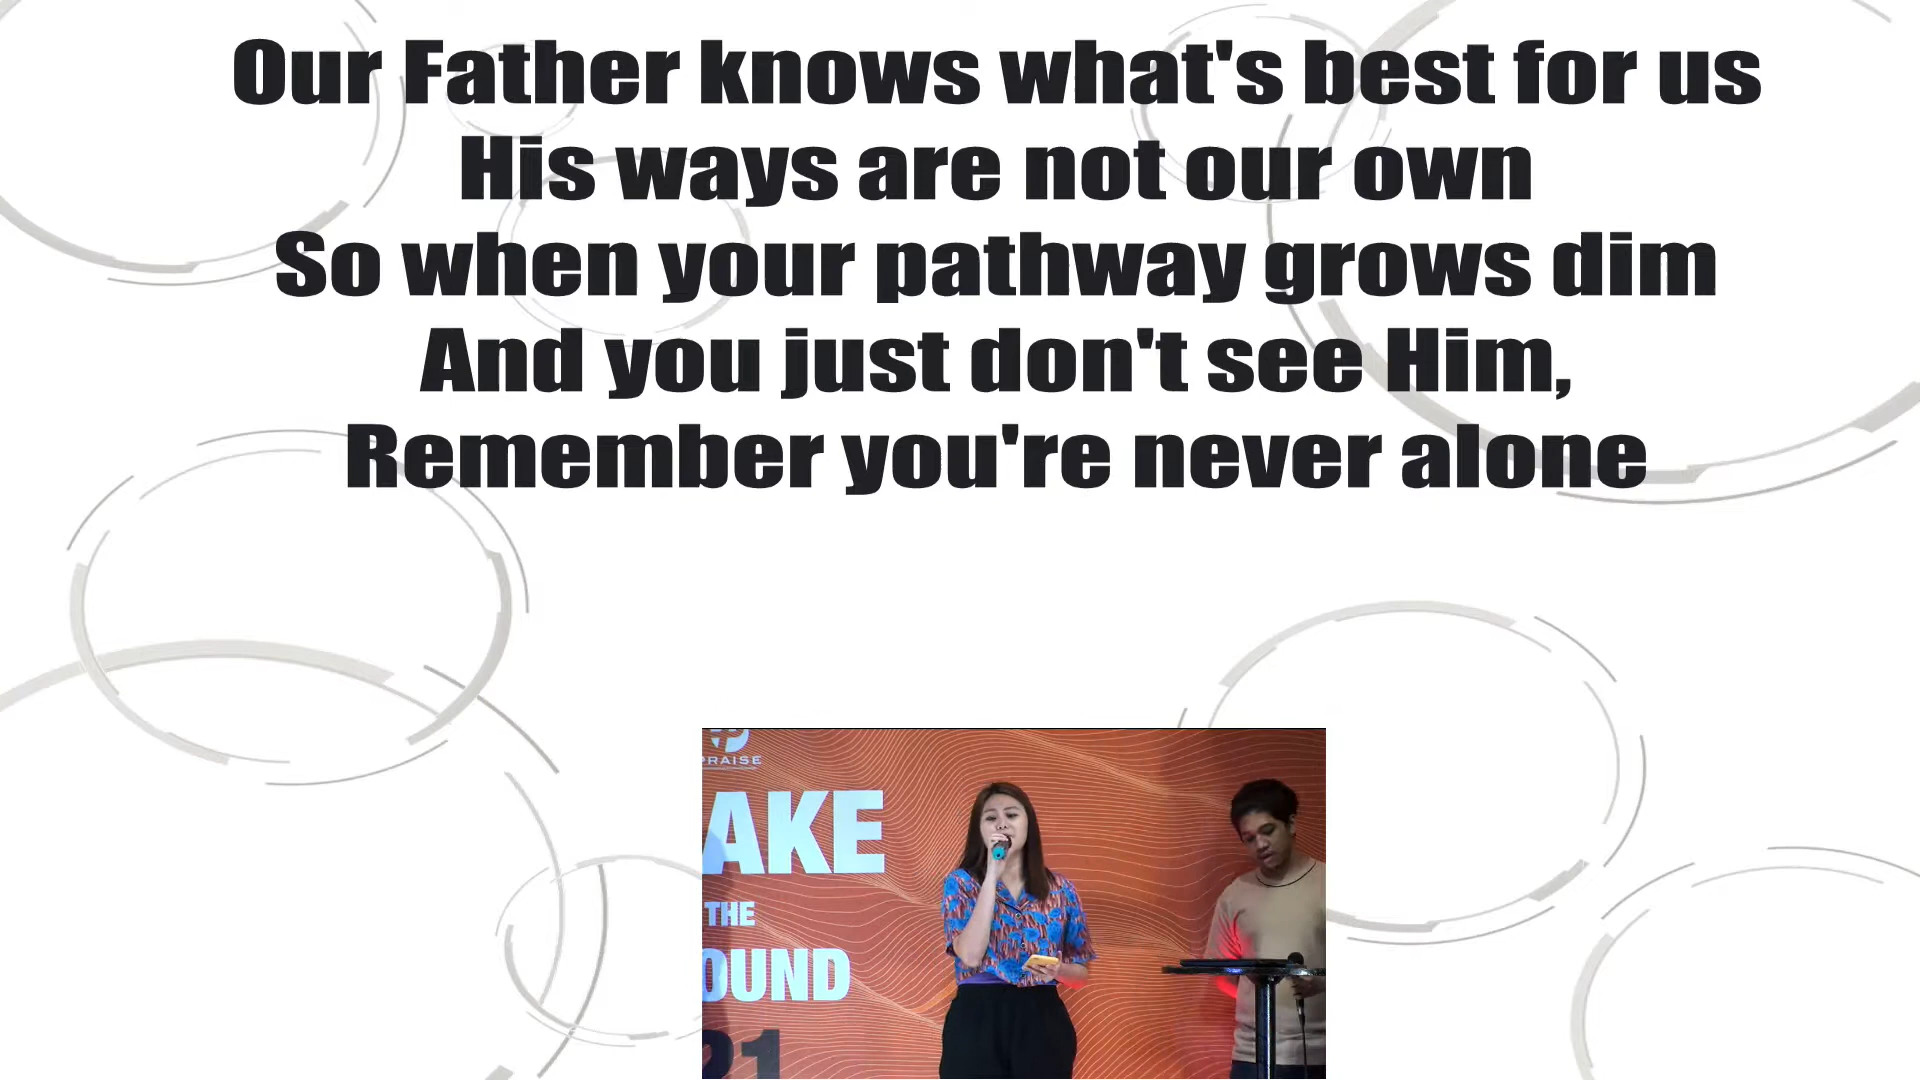 Our Father knows what's best for us
His ways are not our own
So when your pathway grows dim
And you just don't see Him,
Remember you're never alone
PRAISE
AKE
THE
OUND
21